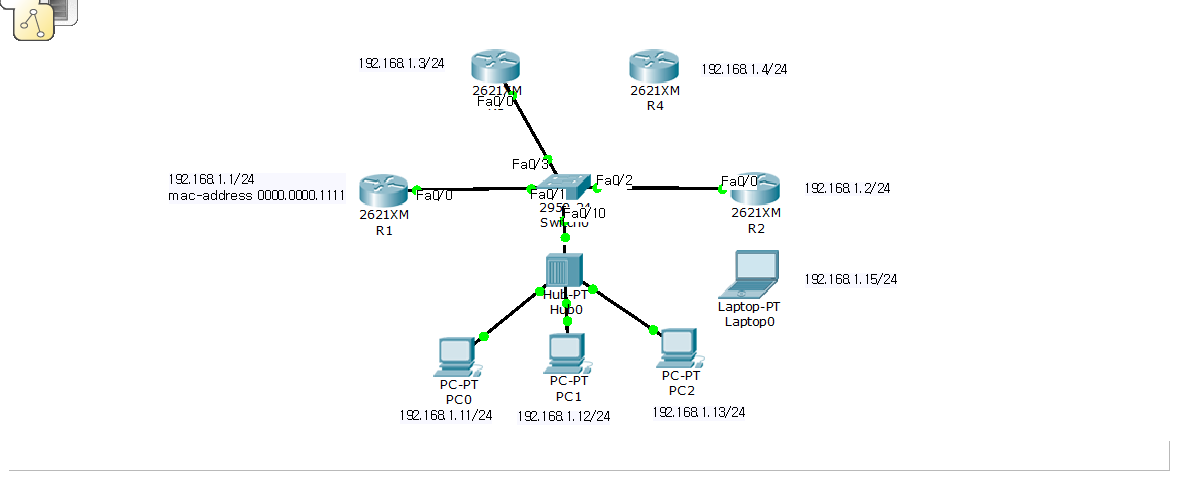 192.168.1.3/24
2621XM
Fa0/0
2621XM
R4
192.168.1.4/24
Fa0/3
192.168.1.1/24
mac-address 0000.0000.1111
Fa0/0
2621XM
R1
Fa0/1
Fa0/2
Fa0/10
Fa0/0
2621XM
R2
192.168.1.2/24
Hub-PT
Hub0
Laptop-PT
Laptop0
192.168.1.15/24
PC-PT
PC0
192.168.1.11/24
PC-PT
PC1
192.168.1.12/24
PC-PT
PC2
192.168.1.13/24